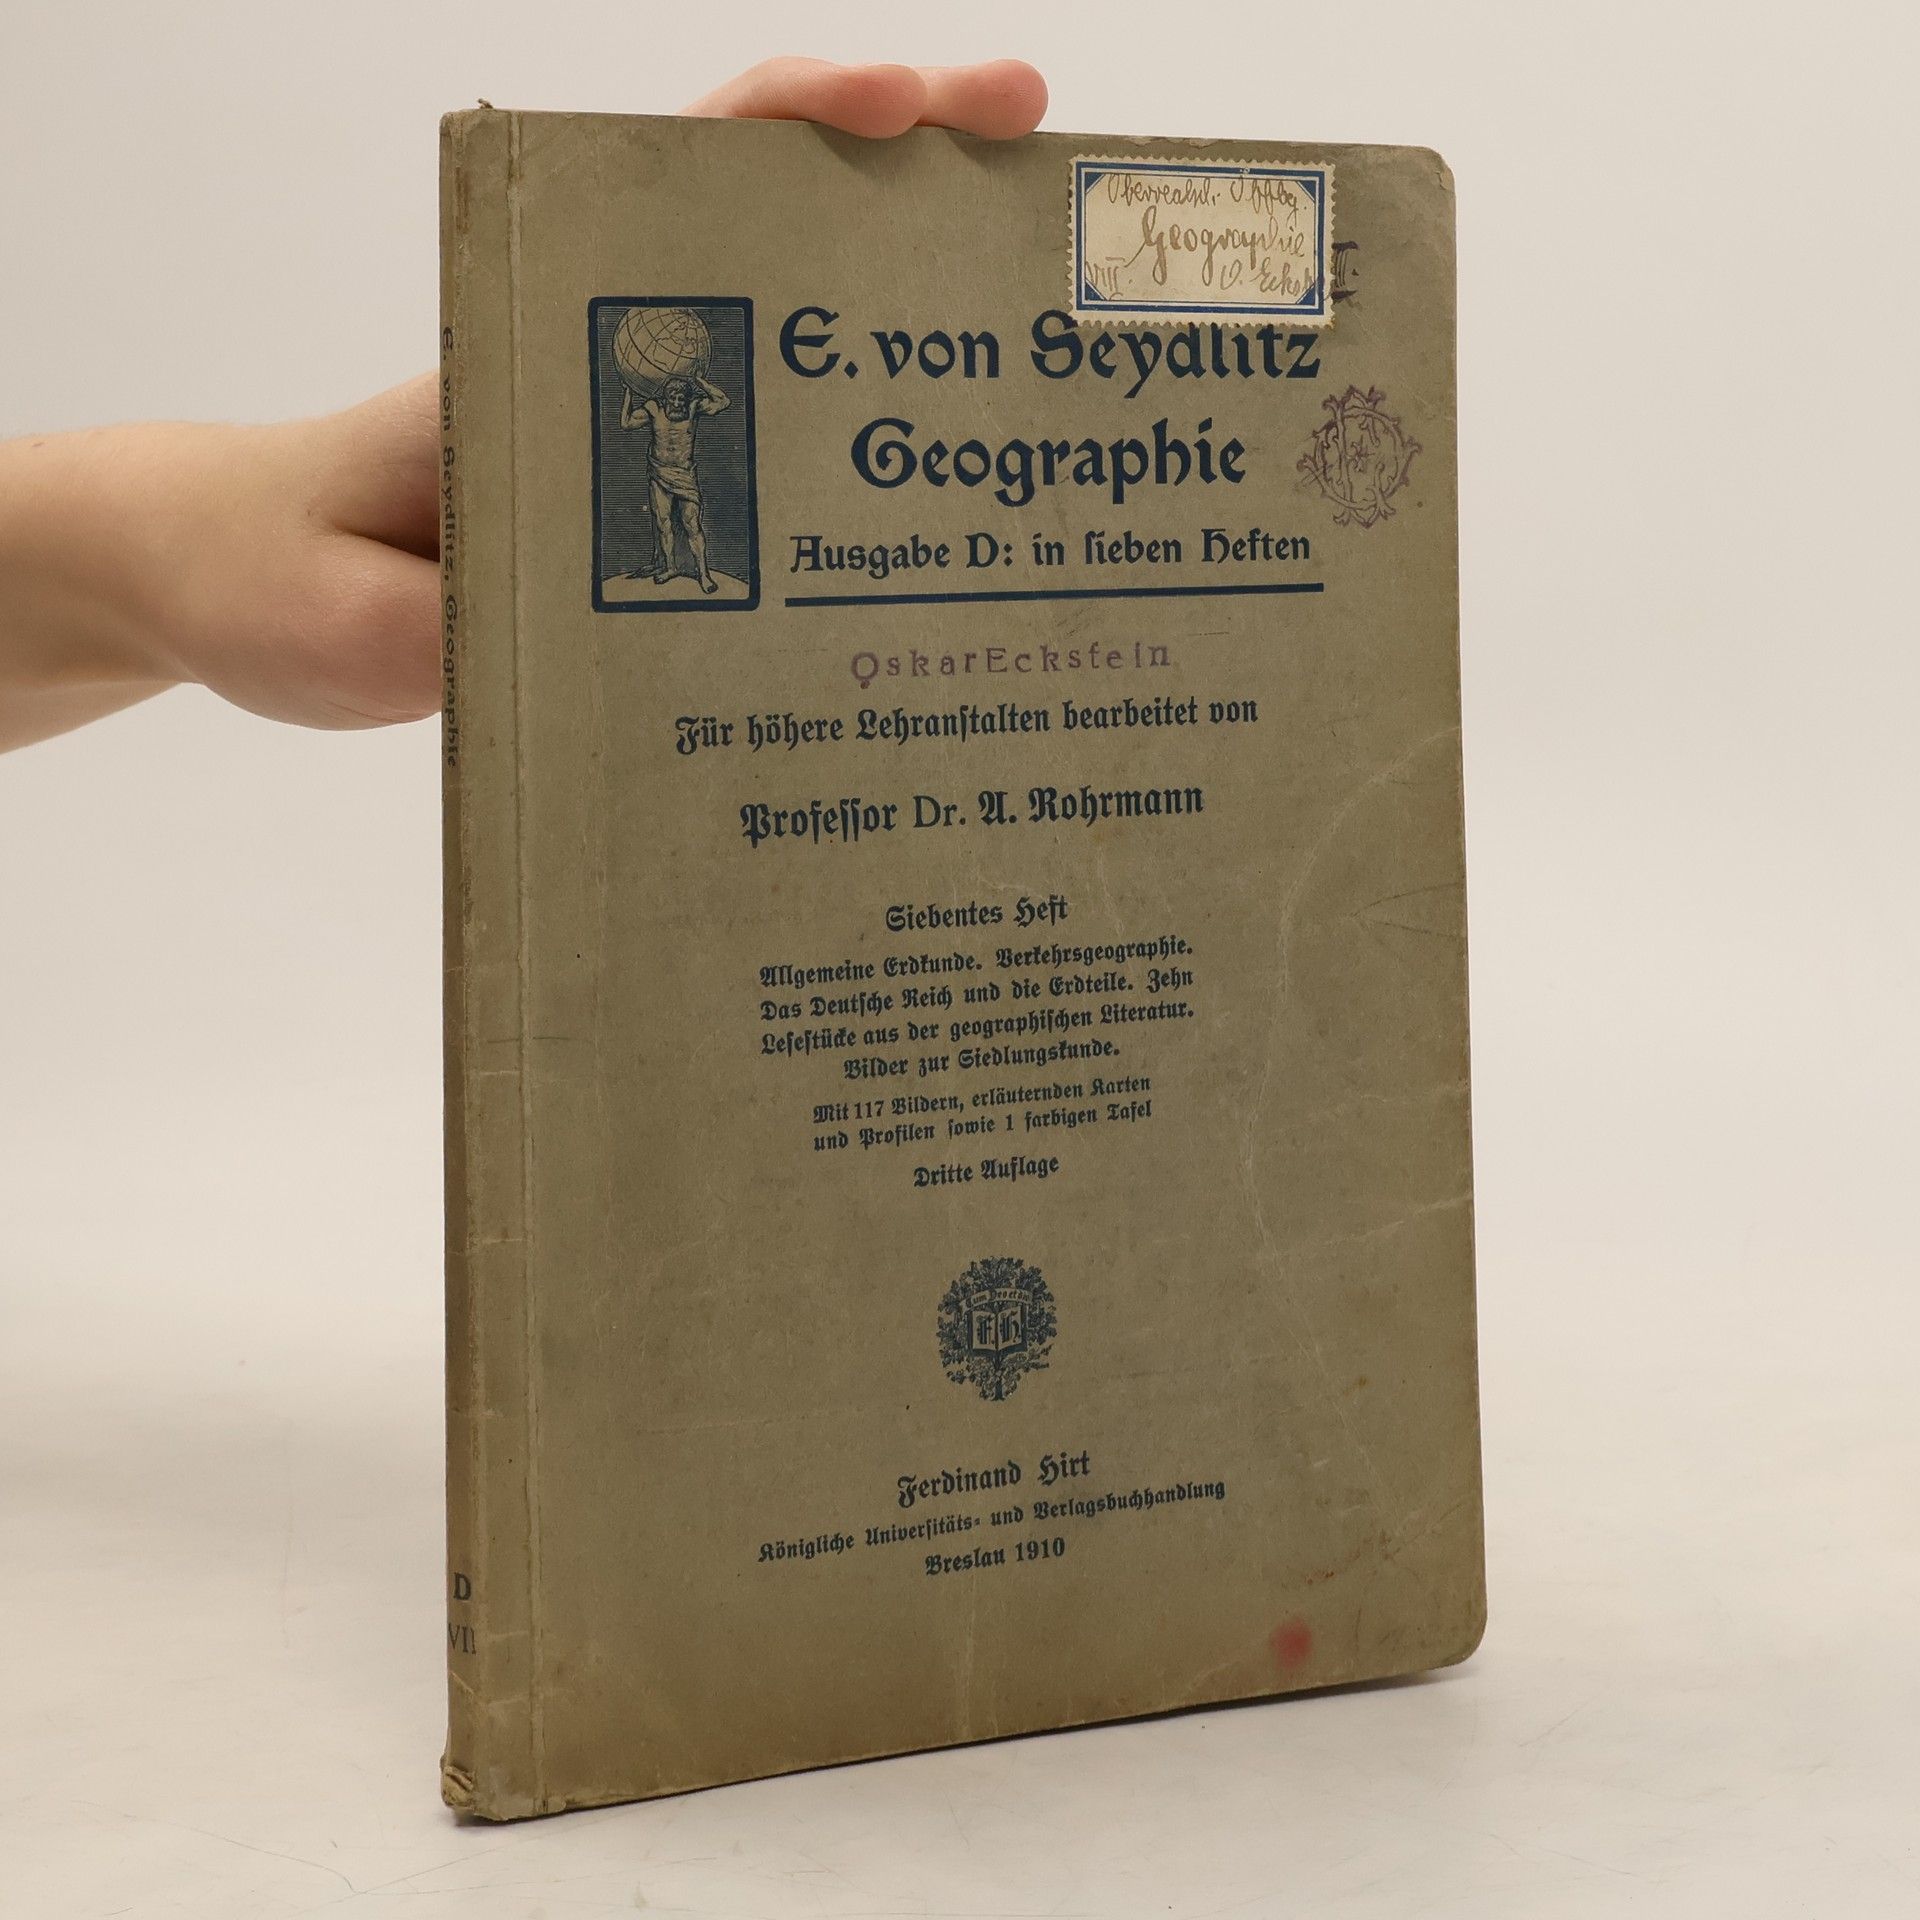 Geographie
VIII.
E. von Seydlitz
Geographie
Ausgabe D: in ſieben Heften
Oskar Eckstein
Für höhere Lehranſtalten bearbeitet von
Profeſſor Dr. A. Rohrmann
Siebentes Heft
Allgemeine Erdkunde. Verkehrsgeographie.
Das Deutſche Reich und die Erdteile. Zehn
Leſeſtücke aus der geographiſchen Literatur.
Bilder zur Siedlungskunde.
Mit 117 Bildern, erläuternden Karten
und Profilen ſowie 1 farbigen Tafel
Dritte Auflage
F. H.
Ferdinand Hirt
Königliche Univerſitäts- und Verlagsbuchhandlung
Breslau 1910
E. von Seydlitz, Geographie
D
VII